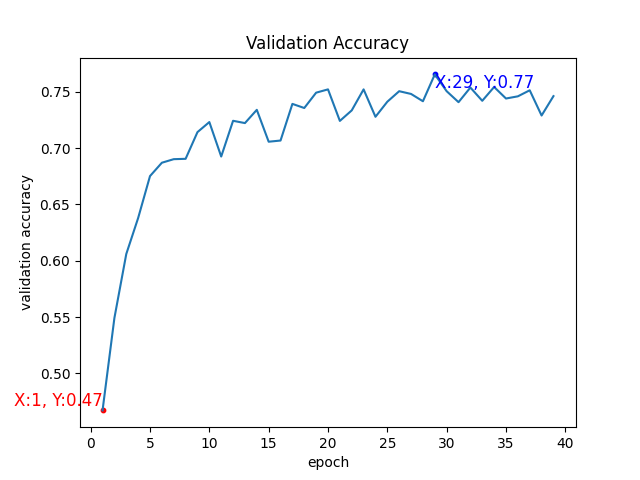 Validation Accuracy
X:29, Y:0.77
0.75
0.70
0.65
0.60
0.55
0.50
validation accuracy
X:1, Y:0.47
0 5 10 15 20 25 30 35 40
epoch